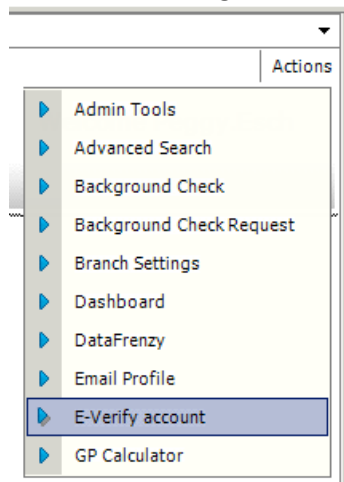 Actions
Admin Tools
Advanced Search
Background Check
Background Check Request
Branch Settings
Dashboard
DataFrenzy
Email Profile
E-Verify account
GP Calculator